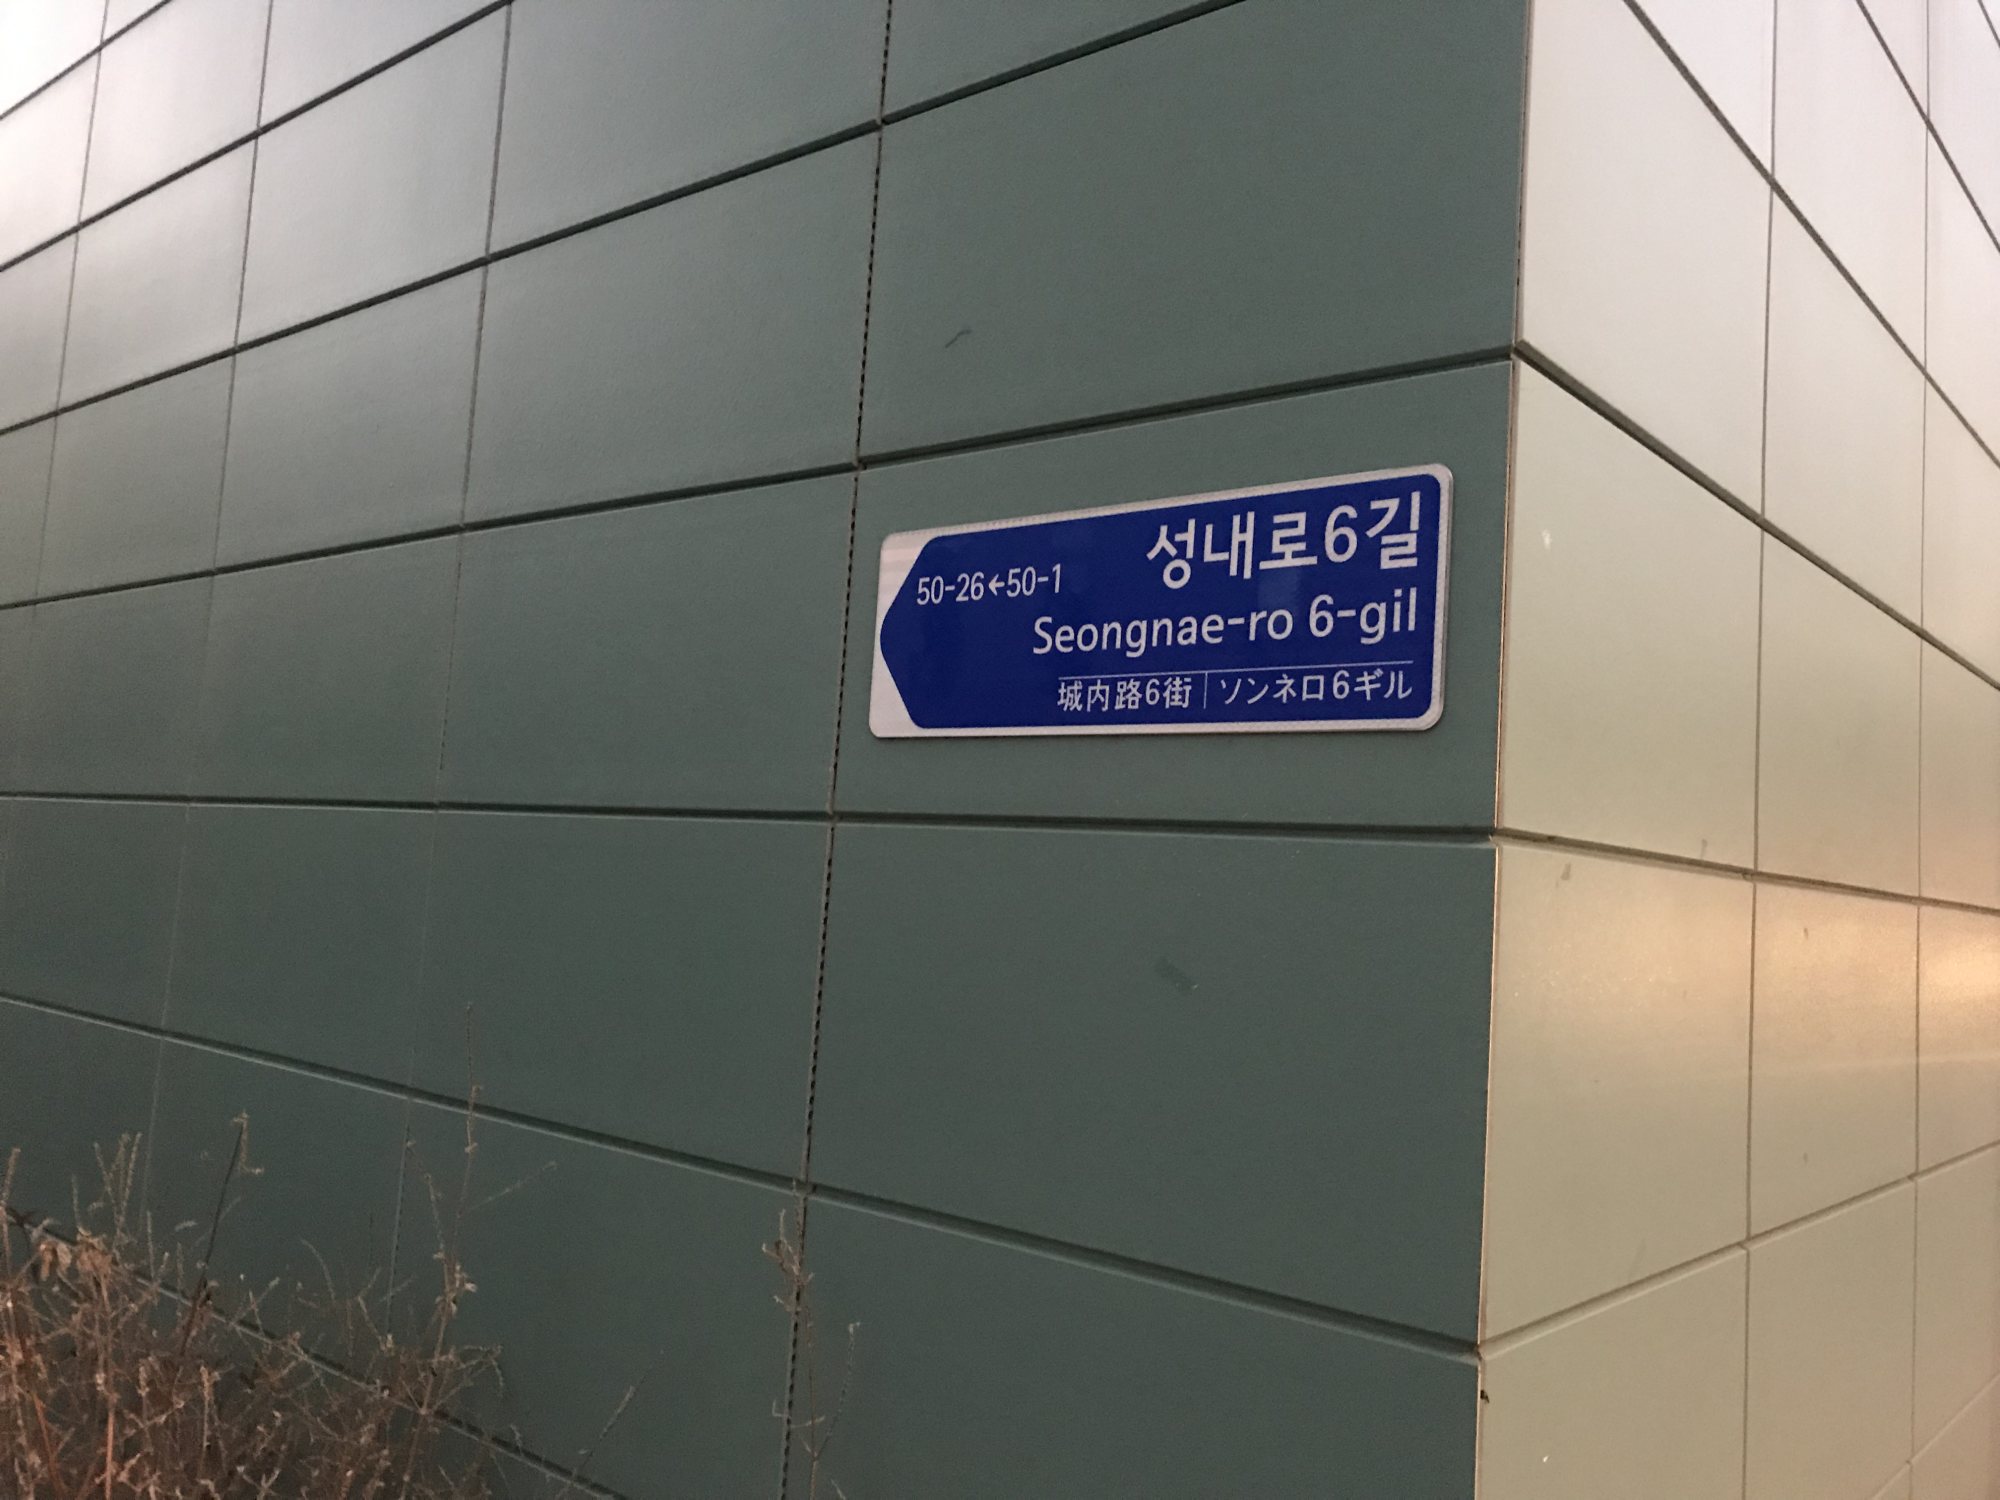 성내로6길
50-26←50-1
Seongnae-ro 6-gil
城内路6街 | ソンネロ6ギル